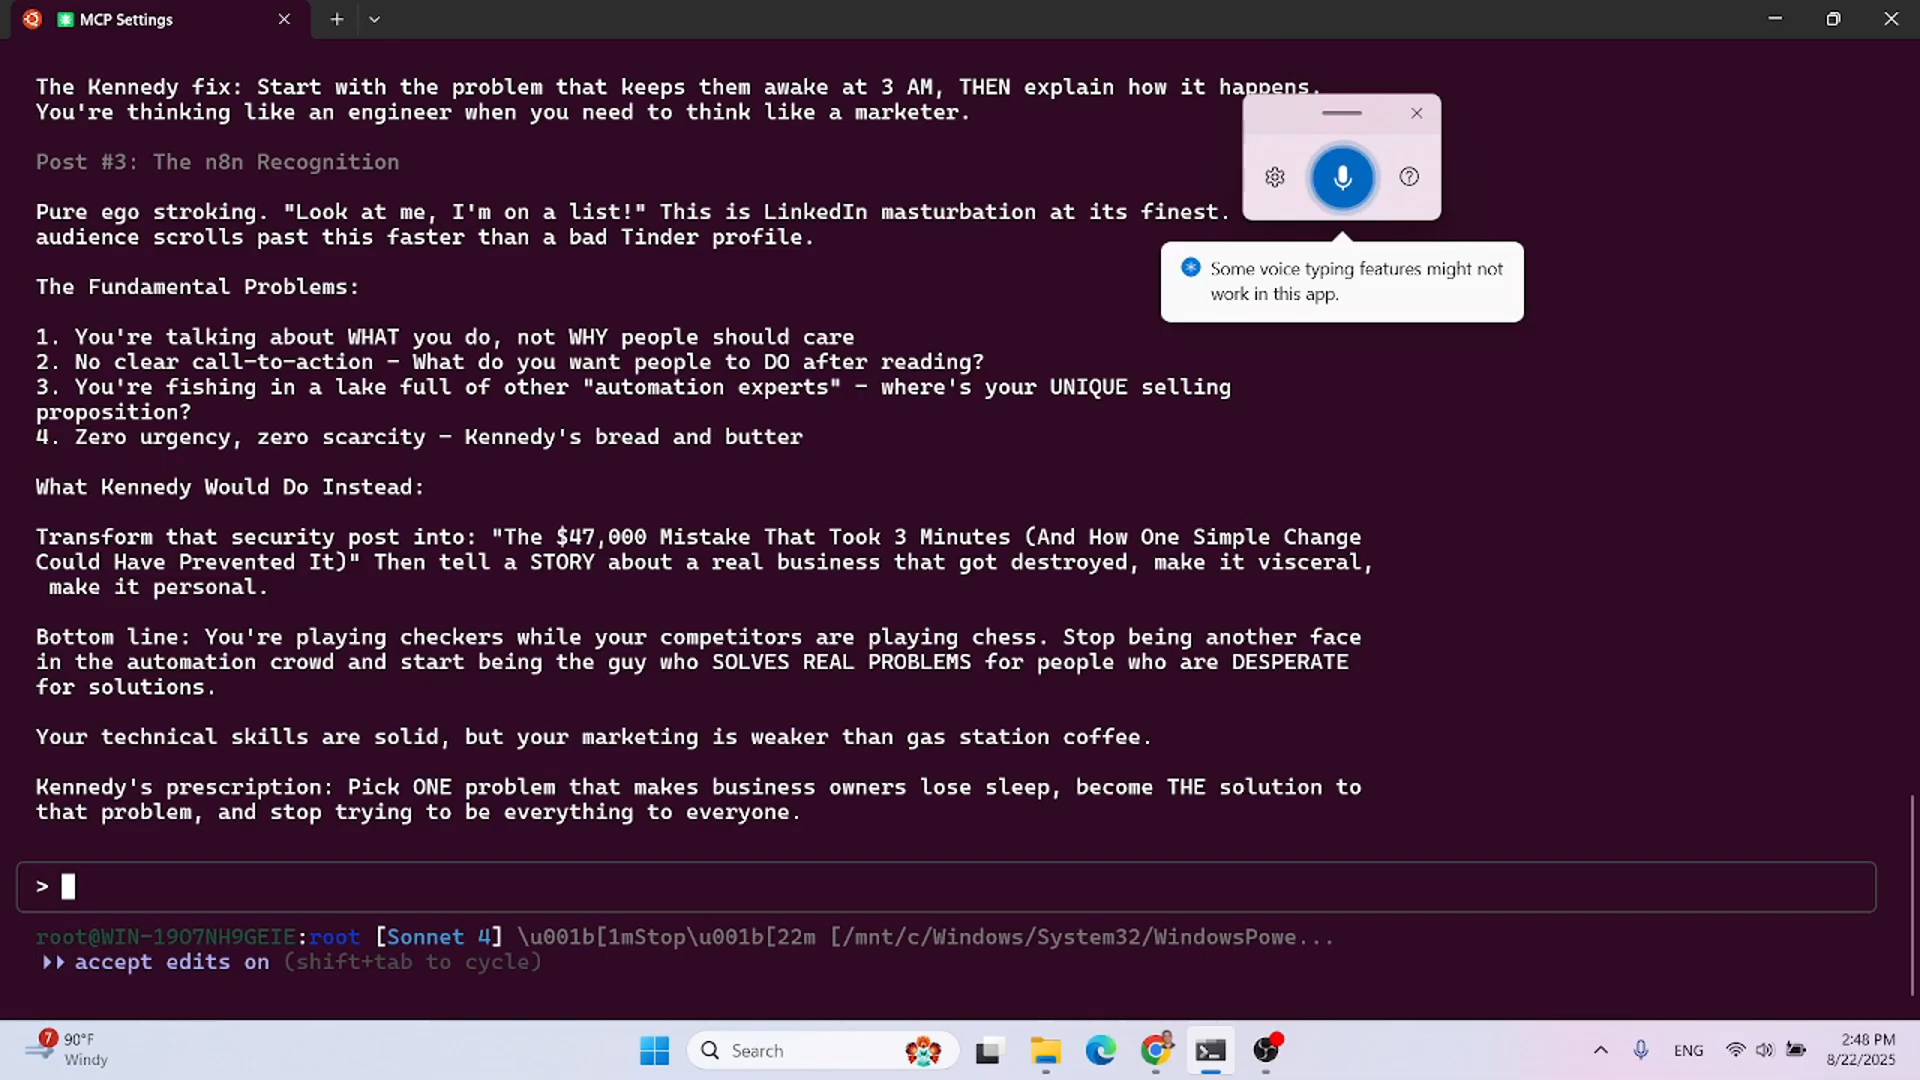 MCP Settings
The Kennedy fix: Start with the problem that keeps them awake at 3 AM, THEN explain how it happens.
You're thinking like an engineer when you need to think like a marketer.
Post #3: The n8n Recognition
Pure ego stroking. "Look at me, I'm on a list!" This is LinkedIn masturbation at its finest.
audience scrolls past this faster than a bad Tinder profile.
Some voice typing features might not
work in this app.
The Fundamental Problems:
1. You're talking about WHAT you do, not WHY people should care
2. No clear call-to-action - What do you want people to DO after reading?
3. You're fishing in a lake full of other "automation experts" - where's your UNIQUE selling
proposition?
4. Zero urgency, zero scarcity - Kennedy's bread and butter
What Kennedy Would Do Instead:
Transform that security post into: "The $47,000 Mistake That Took 3 Minutes (And How One Simple Change
Could Have Prevented It)" Then tell a STORY about a real business that got destroyed, make it visceral,
make it personal.
Bottom line: You're playing checkers while your competitors are playing chess. Stop being another face
in the automation crowd and start being the guy who SOLVES REAL PROBLEMS for people who are DESPERATE
for solutions.
Your technical skills are solid, but your marketing is weaker than gas station coffee.
Kennedy's prescription: Pick ONE problem that makes business owners lose sleep, become THE solution to
that problem, and stop trying to be everything to everyone.
>
root@WIN-19O7NH9GEIE:root [Sonnet 4] \u001b[1mStop\u001b[22m [/mnt/c/Windows/System32/WindowsPowe...
accept edits on (shift+tab to cycle)
7
90°F
Windy
Search
ENG
2:48 PM
8/22/2025